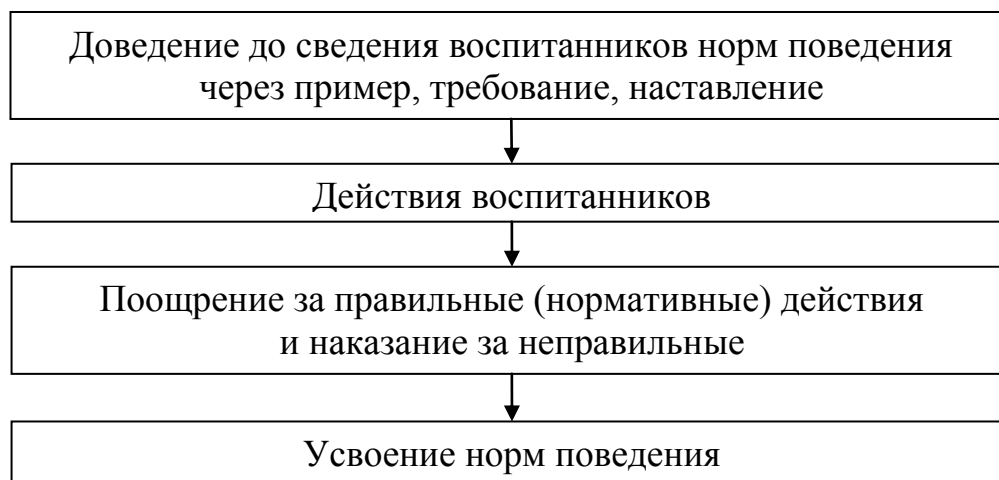 Доведение до сведения воспитанников норм поведения
через пример, требование, наставление
Действия воспитанников
Поощрение за правильные (нормативные) действия
и наказание за неправильные
Усвоение норм поведения